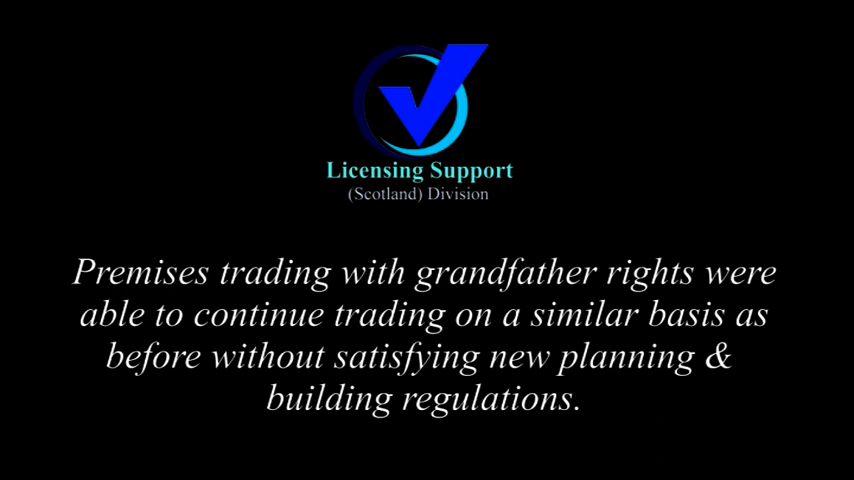 Licensing Support
(Scotland) Division
Premises trading with grandfather rights were
able to continue trading on a similar basis as
before without satisfying new planning &
building regulations.